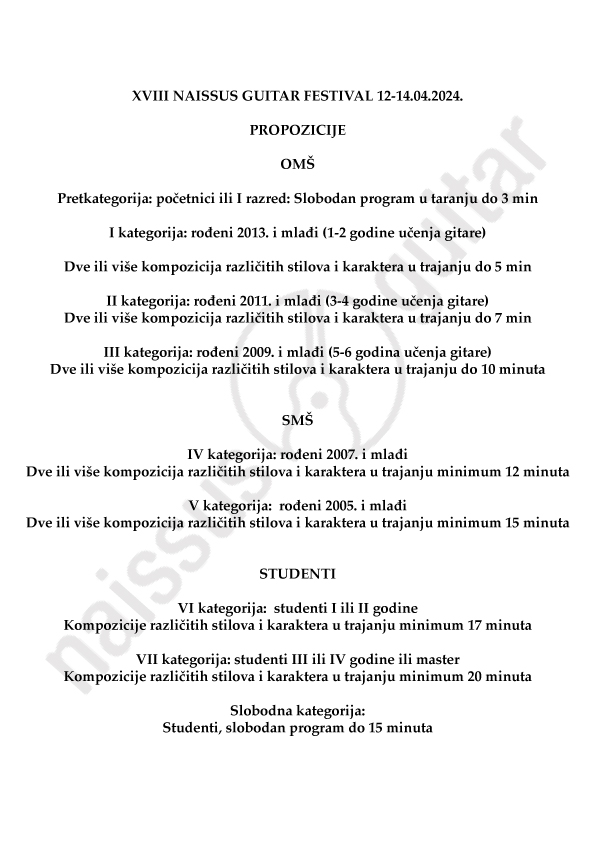 XVIII NAISSUS GUITAR FESTIVAL 12-14.04.2024.
PROPOZICIJE
OMŠ
Pretkategorija: početnici ili I razred: Slobodan program u taranju do 3 min
I kategorija: rođeni 2013. i mlađi (1-2 godine učenja gitare)
Dve ili više kompozicija različitih stilova i karaktera u trajanju do 5 min
II kategorija: rođeni 2011. i mlađi (3-4 godine učenja gitare)
Dve ili više kompozicija različitih stilova i karaktera u trajanju do 7 min
III kategorija: rođeni 2009. i mlađi (5-6 godina učenja gitare)
Dve ili više kompozicija različitih stilova i karaktera u trajanju do 10 minuta
SMŠ
IV kategorija: rođeni 2007. i mlađi
Dve ili više kompozicija različitih stilova i karaktera u trajanju minimum 12 minuta
V kategorija: rođeni 2005. i mlađi
Dve ili više kompozicija različitih stilova i karaktera u trajanju minimum 15 minuta
STUDENTI
VI kategorija: studenti I ili II godine
Kompozicije različitih stilova i karaktera u trajanju minimum 17 minuta
VII kategorija: studenti III ili IV godine ili master
Kompozicije različitih stilova i karaktera u trajanju minimum 20 minuta
Slobodna kategorija:
Studenti, slobodan program do 15 minuta
naissus guitar